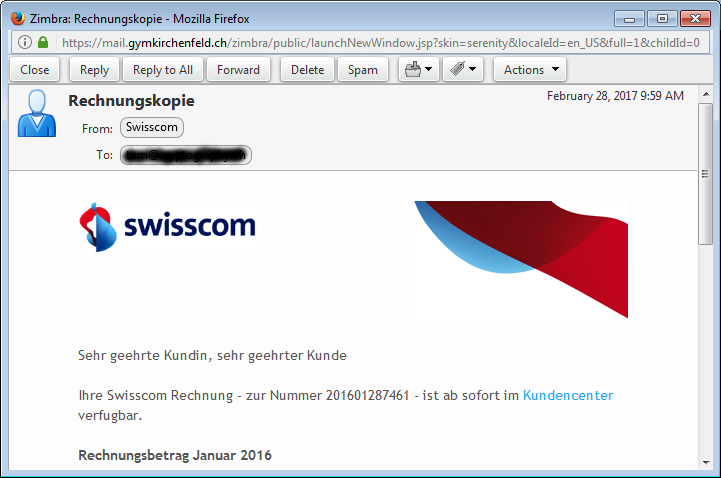 Zimbra: Rechnungskopie - Mozilla Firefox
https://mail.gymkirchenfeld.ch/zimbra/public/launchNewWindow.jsp?skin=serenity&localeId=en_US&full=1&childId=0
Close Reply Reply to All Forward Delete Spam Actions
Rechnungskopie February 28, 2017 9:59 AM
From: Swisscom
To:
swisscom
Sehr geehrte Kundin, sehr geehrter Kunde
Ihre Swisscom Rechnung - zur Nummer 201601287461 - ist ab sofort im Kundencenter
verfugbar.
Rechnungsbetrag Januar 2016